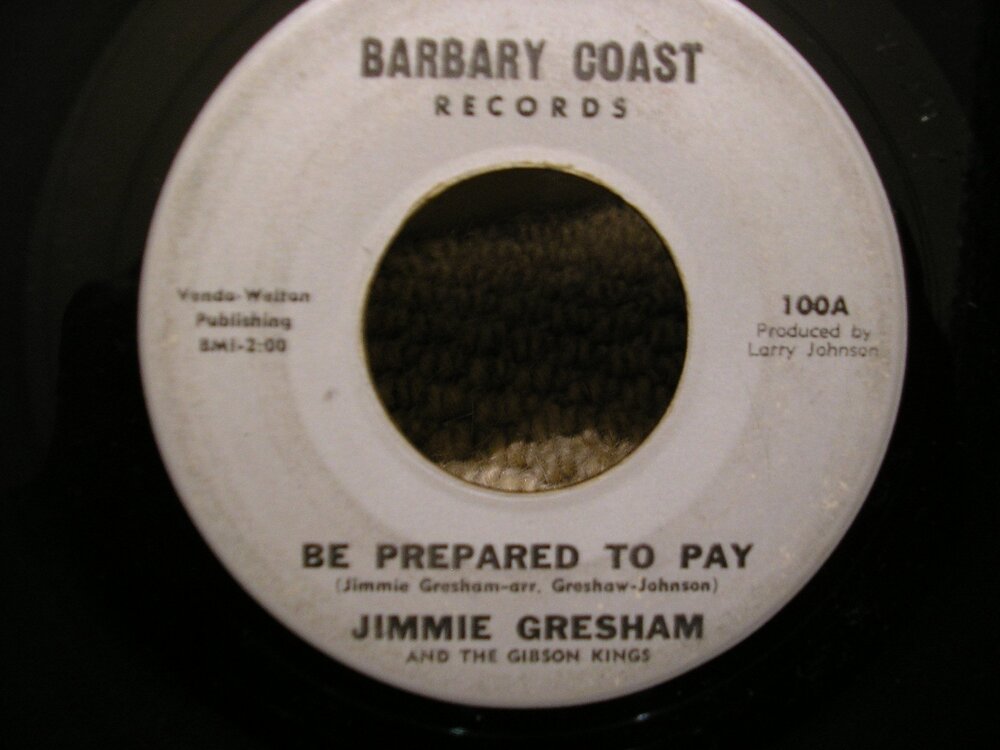 BARBARY COAST
RECORDS
Vondo-Walton
Publishing
BMI-2:00
100A
Produced by
Larry Johnson
BE PREPARED TO PAY
(Jimmie Gresham-arr. Greshaw-Johnson)
JIMMIE GRESHAM
AND THE GIBSON KINGS